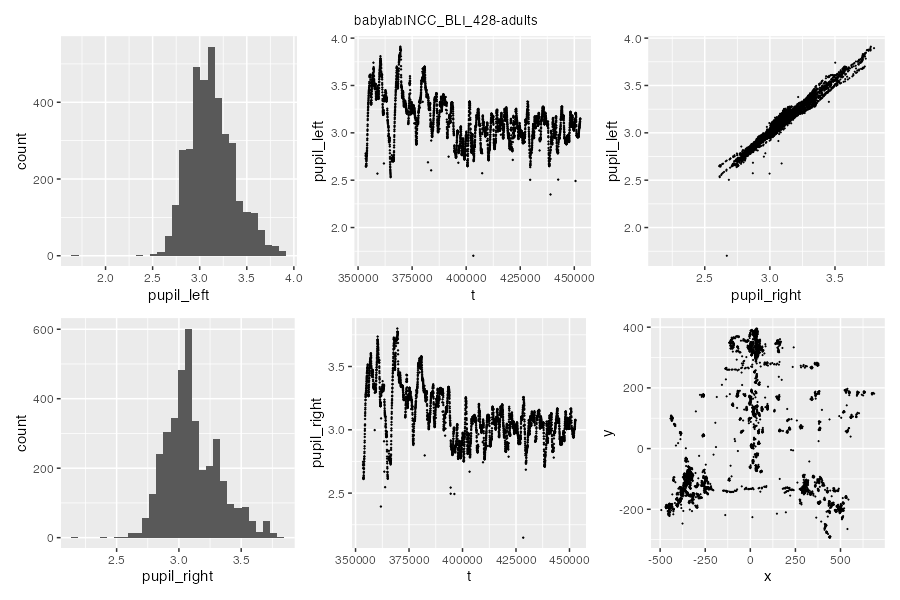 babylabINCC_BLI_428-adults
count
400
200
0
2.0 2.5 3.0 3.5 4.0
pupil_left
pupil_left
4.0
3.5
3.0
2.5
2.0
350000 375000 400000 425000 450000
t
pupil_left
4.0
3.5
3.0
2.5
2.0
2.5 3.0 3.5
pupil_right
count
600
400
200
0
2.5 3.0 3.5
pupil_right
pupil_right
3.5
3.0
2.5
350000 375000 400000 425000 450000
t
y
400
200
0
-200
-500 -250 0 250 500
x